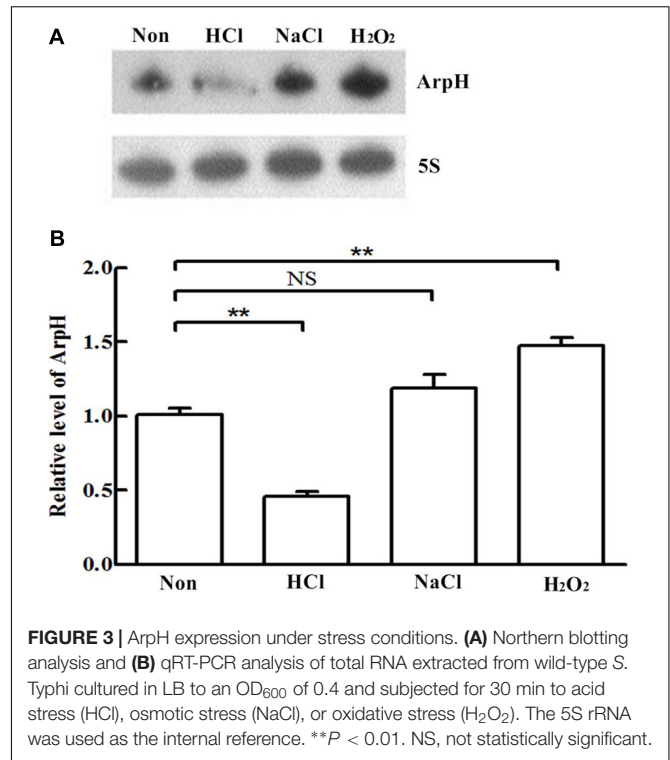 A
Non HCl NaCl H₂O₂
ArpH
5S
B
**
NS
**
2.0
1.5
1.0
0.5
0.0
Relative level of ArpH
Non HCl NaCl H₂O₂
FIGURE 3 | ArpH expression under stress conditions. (A) Northern blotting
analysis and (B) qRT-PCR analysis of total RNA extracted from wild-type S.
Typhi cultured in LB to an OD₆₀₀ of 0.4 and subjected for 30 min to acid
stress (HCl), osmotic stress (NaCl), or oxidative stress (H₂O₂). The 5S rRNA
was used as the internal reference. **P < 0.01. NS, not statistically significant.